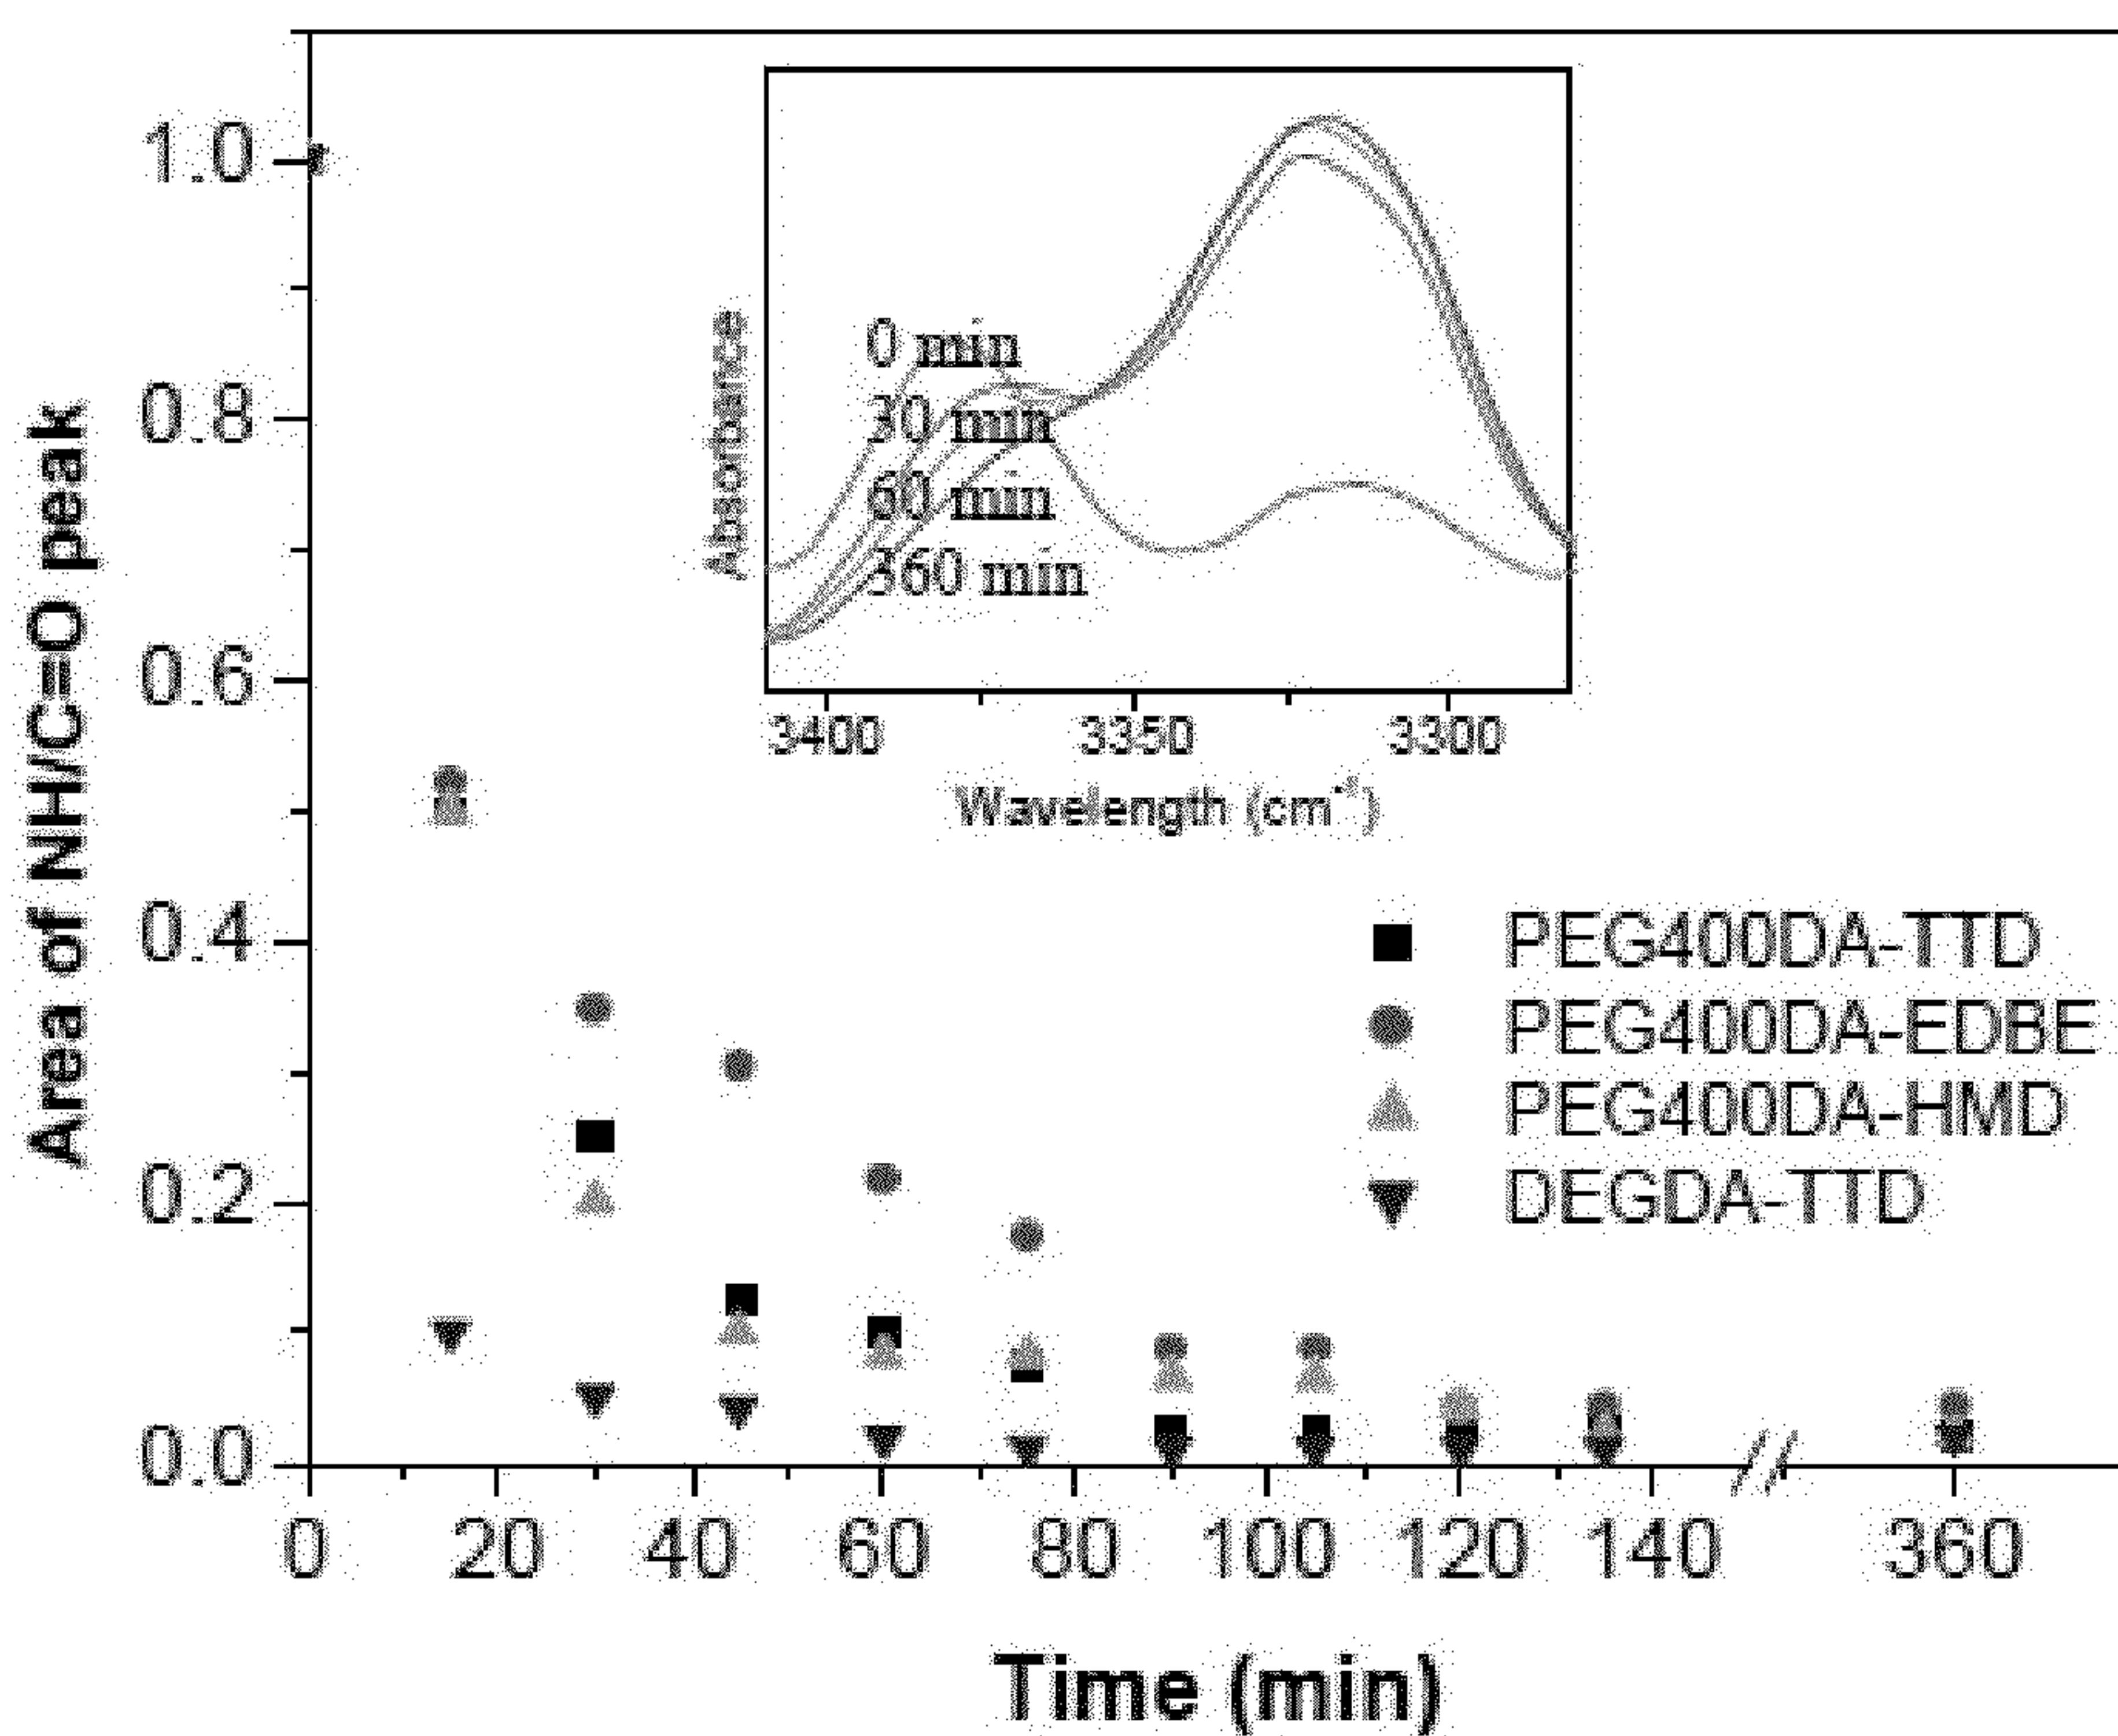 Area of NH/C=O peak
1.0
0.8
0.6
0.4
0.2
0.0
Absorbance
0 min
30 min
60 min
360 min
3400 3350 3300
Wavelength (cm⁻¹)
PEG400DA-TTD
PEG400DA-EDBE
PEG400DA-HMD
DEGDA-TTD
0 20 40 60 80 100 120 140 360
Time (min)